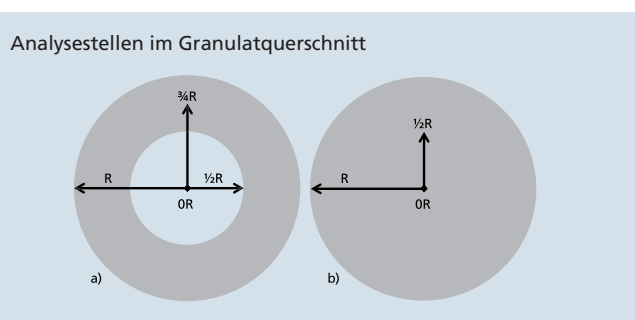 Analysestellen im Granulatquerschnitt
¾R
R
½R
0R
a)
½R
R
0R
b)